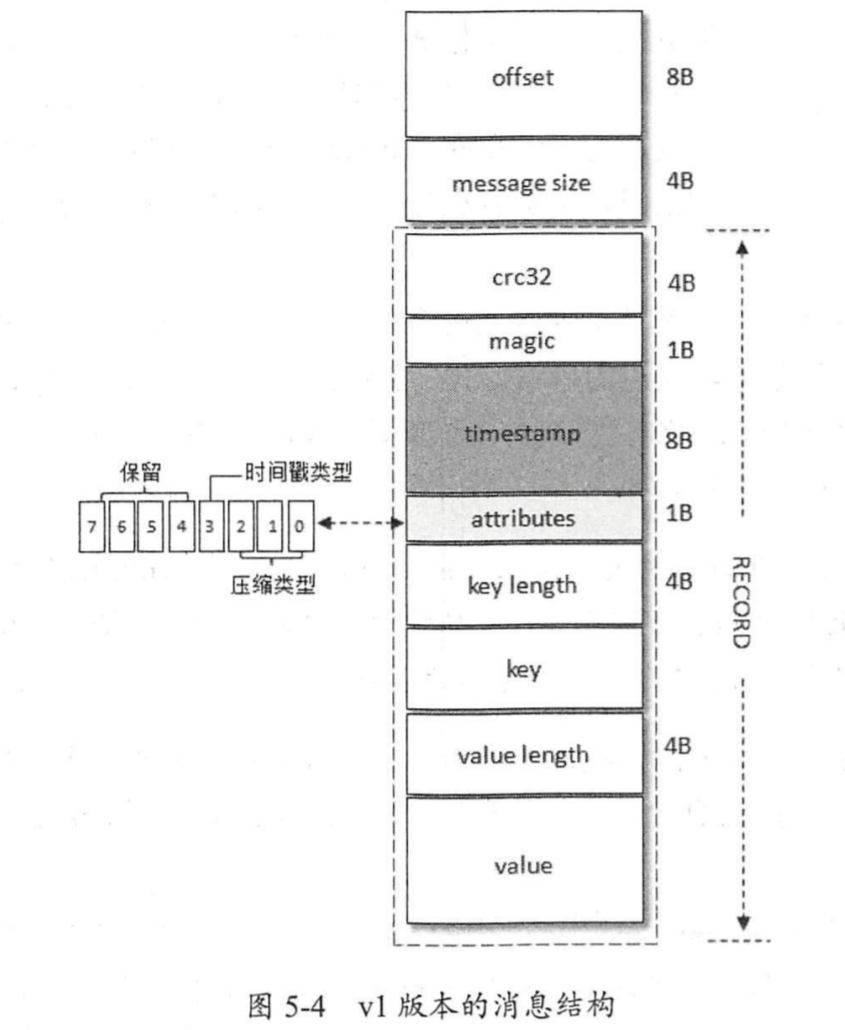 offset 8B
message size 4B
crc32 4B
magic 1B
timestamp 8B
保留 时间戳类型
7 6 5 4 3 2 1 0
attributes 1B
压缩类型
key length 4B
RECORD
key
value length 4B
value
图 5-4 v1 版本的消息结构